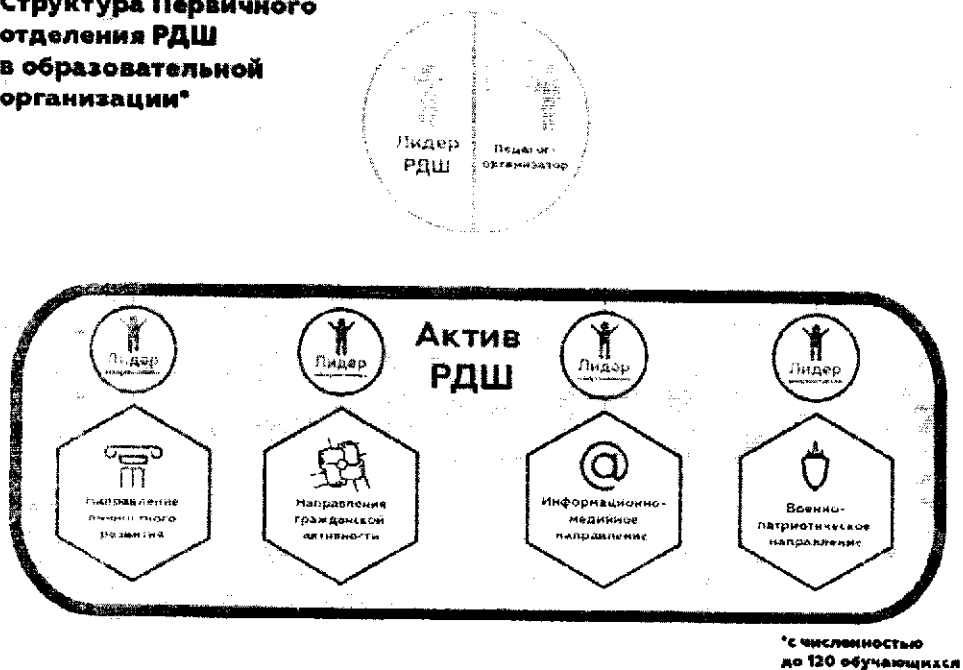 Структура Первичного
отделения РДШ
в образовательной
организации*
Лидер
РДШ
Педагог-
организатор
Актив
РДШ
Лидер
Лидер
Лидер
Лидер
Направление
личностного
развития
Направления
гражданской
активности
Информационно-
медийное
направление
Военно-
патриотическое
направление
*с численностью
до 120 обучающихся